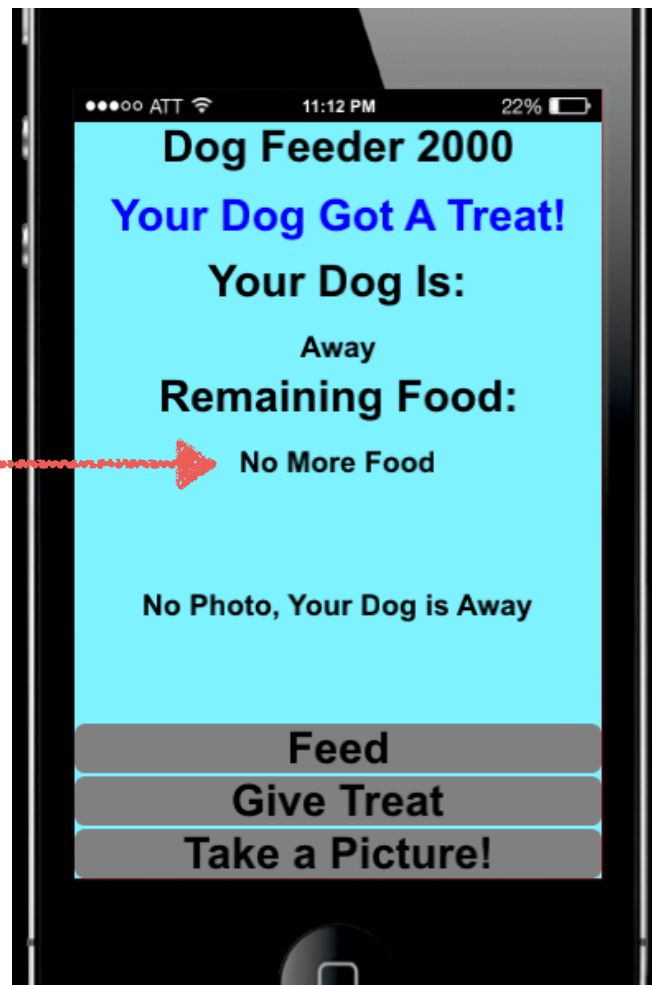 ATT 11:12 PM 22%
Dog Feeder 2000
Your Dog Got A Treat!
Your Dog Is:
Away
Remaining Food:
No More Food
No Photo, Your Dog is Away
Feed
Give Treat
Take a Picture!